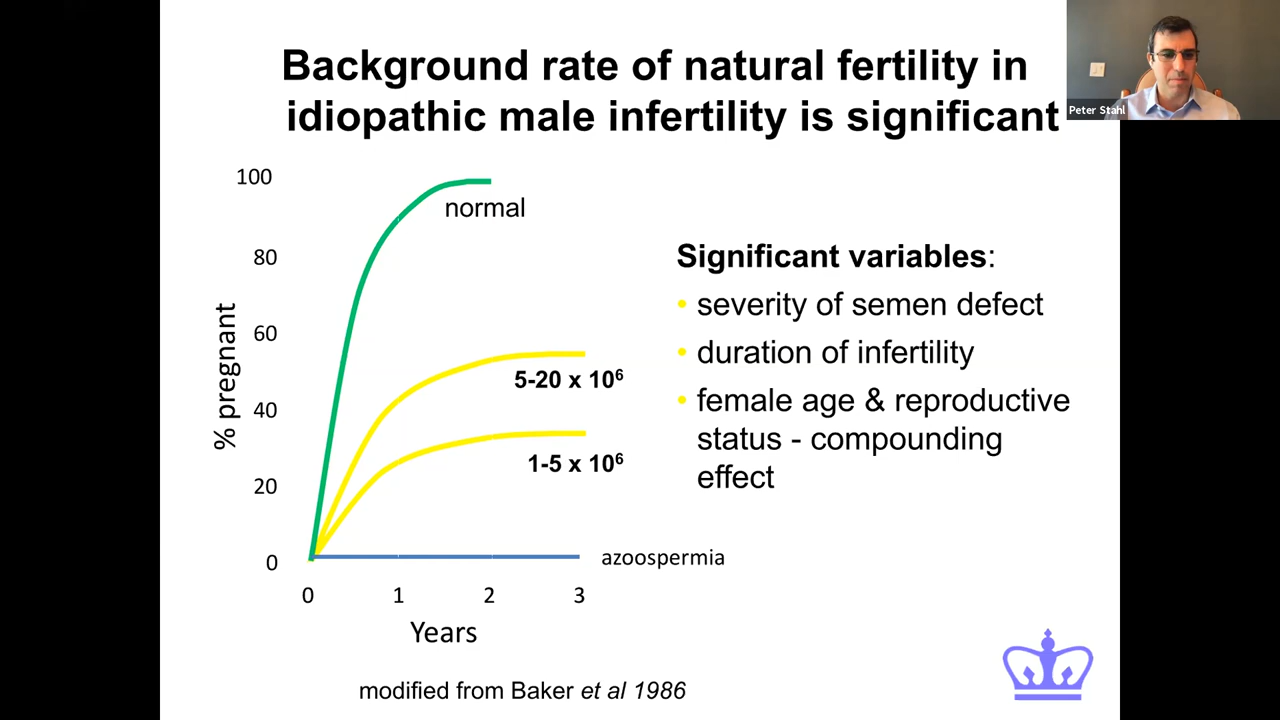 Background rate of natural fertility in
idiopathic male infertility is significant
Peter Stahl
100
80
60
40
20
0
% pregnant
normal
5-20 x 10⁶
1-5 x 10⁶
azoospermia
0 1 2 3
Years
Significant variables:
• severity of semen defect
• duration of infertility
• female age & reproductive
status - compounding
effect
modified from Baker et al 1986